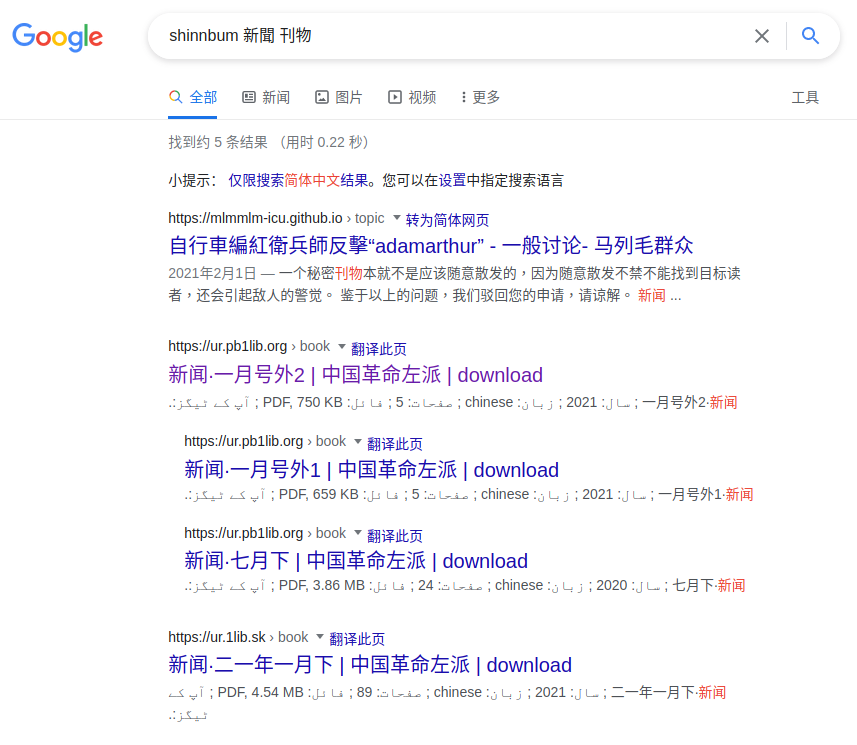 Google
shinnbum 新聞 刊物
全部 新闻 图片 视频 更多 工具
找到约 5 条结果 （用时 0.22 秒）
小提示： 仅限搜索简体中文结果。您可以在设置中指定搜索语言
https://mlmmlm-icu.github.io › topic 转为简体网页
自行車編紅衛兵師反擊“adamarthur” - 一般讨论- 马列毛群众
2021年2月1日 — 一个秘密刊物本就不是应该随意散发的，因为随意散发不禁不能找到目标读
者，还会引起敌人的警觉。 鉴于以上的问题，我们驳回您的申请，请谅解。 新闻 ...
https://ur.pb1lib.org › book 翻译此页
新闻·一月号外2 | 中国革命左派 | download
新闻·一月号外2 ; سال: 2021 ; زبان: chinese ; صفحات: 5 ; فائل: PDF, 750 KB ; آپ کے ٹیگز:.
https://ur.pb1lib.org › book 翻译此页
新闻·一月号外1 | 中国革命左派 | download
新闻·一月号外1 ; سال: 2021 ; زبان: chinese ; صفحات: 5 ; فائل: PDF, 659 KB ; آپ کے ٹیگز:.
https://ur.pb1lib.org › book 翻译此页
新闻·七月下 | 中国革命左派 | download
新闻·七月下 ; سال: 2020 ; زبان: chinese ; صفحات: 24 ; فائل: PDF, 3.86 MB ; آپ کے ٹیگز:.
https://ur.1lib.sk › book 翻译此页
新闻·二一年一月下 | 中国革命左派 | download
新闻·二一年一月下 ; سال: 2021 ; زبان: chinese ; صفحات: 89 ; فائل: PDF, 4.54 MB ; آپ کے
ٹیگز:.